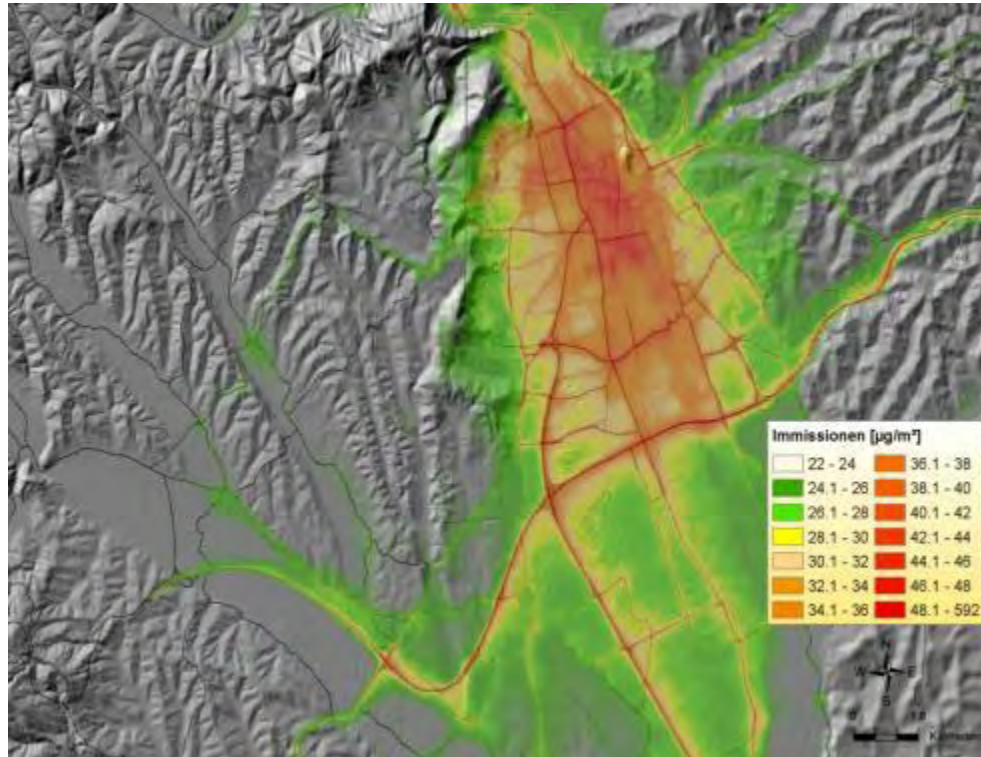 Immissionen [µg/m³]
22 - 24
24.1 - 26
26.1 - 28
28.1 - 30
30.1 - 32
32.1 - 34
34.1 - 36
36.1 - 38
38.1 - 40
40.1 - 42
42.1 - 44
44.1 - 46
46.1 - 48
48.1 - 592
N
W E
S